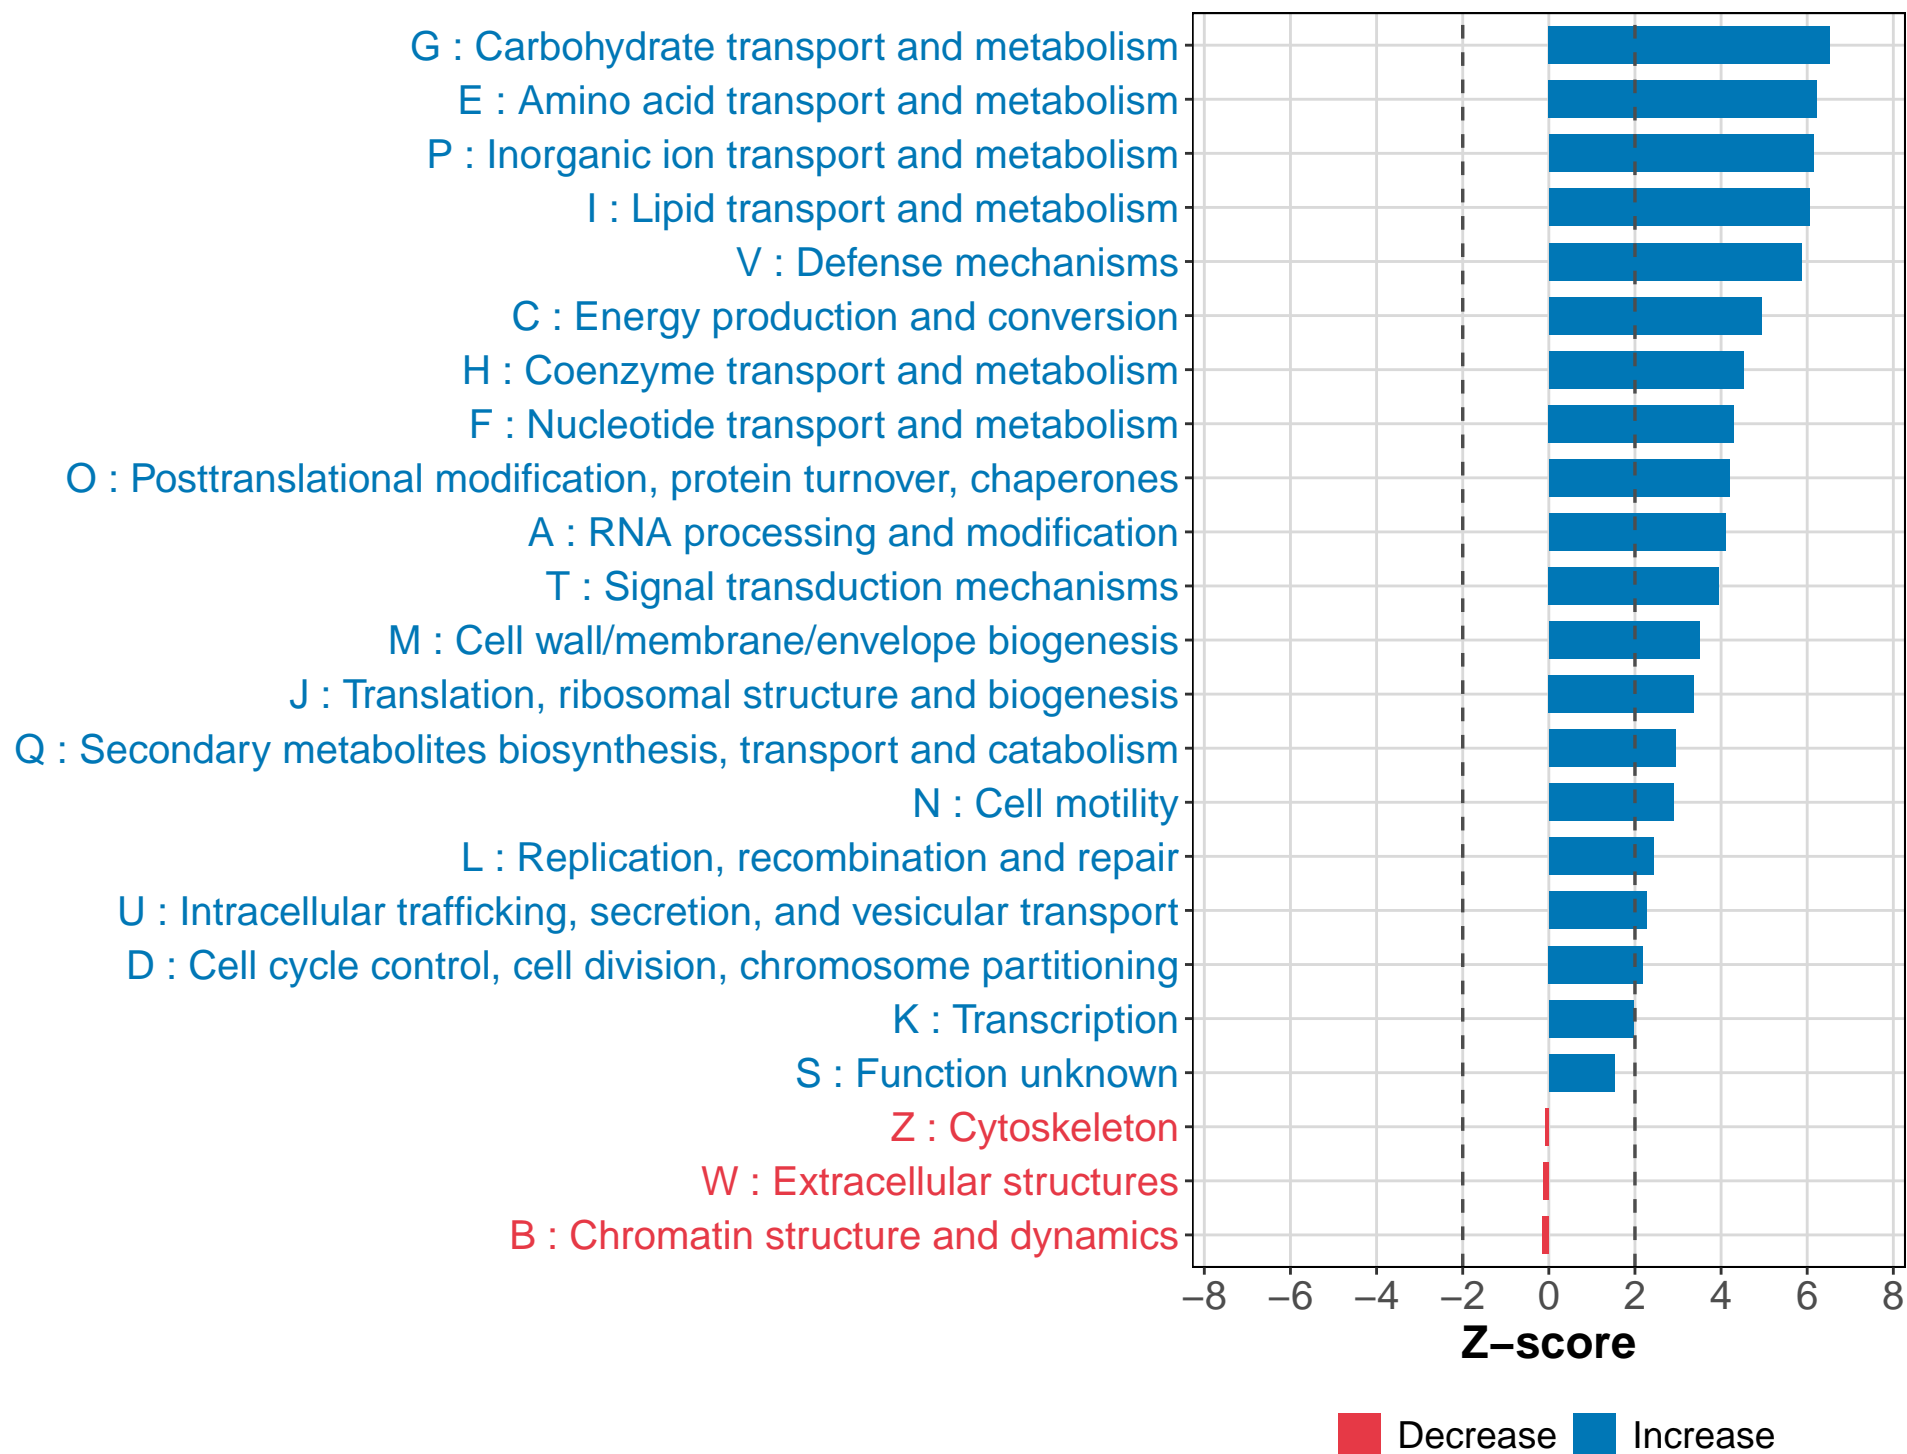 G : Carbohydrate transport and metabolism
E : Amino acid transport and metabolism
P : Inorganic ion transport and metabolism
I : Lipid transport and metabolism
V : Defense mechanisms
C : Energy production and conversion
H : Coenzyme transport and metabolism
F : Nucleotide transport and metabolism
O : Posttranslational modification, protein turnover, chaperones
A : RNA processing and modification
T : Signal transduction mechanisms
M : Cell wall/membrane/envelope biogenesis
J : Translation, ribosomal structure and biogenesis
Q : Secondary metabolites biosynthesis, transport and catabolism
N : Cell motility
L : Replication, recombination and repair
U : Intracellular trafficking, secretion, and vesicular transport
D : Cell cycle control, cell division, chromosome partitioning
K : Transcription
S : Function unknown
Z : Cytoskeleton
W : Extracellular structures
B : Chromatin structure and dynamics
−8 −6 −4 −2 0 2 4 6 8
Z−score
Decrease Increase